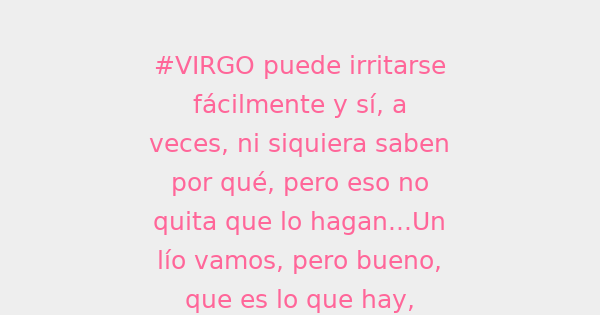 #VIRGO puede irritarse
fácilmente y sí, a
veces, ni siquiera saben
por qué, pero eso no
quita que lo hagan...Un
lío vamos, pero bueno,
que es lo que hay,